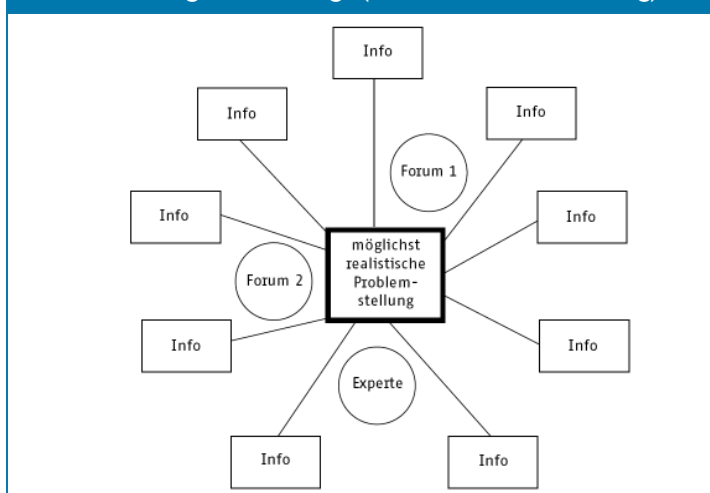 Info
Info
Info
Forum 1
Info
Info
möglichst
realistische
Problem-
stellung
Forum 2
Info
Info
Experte
Info
Info